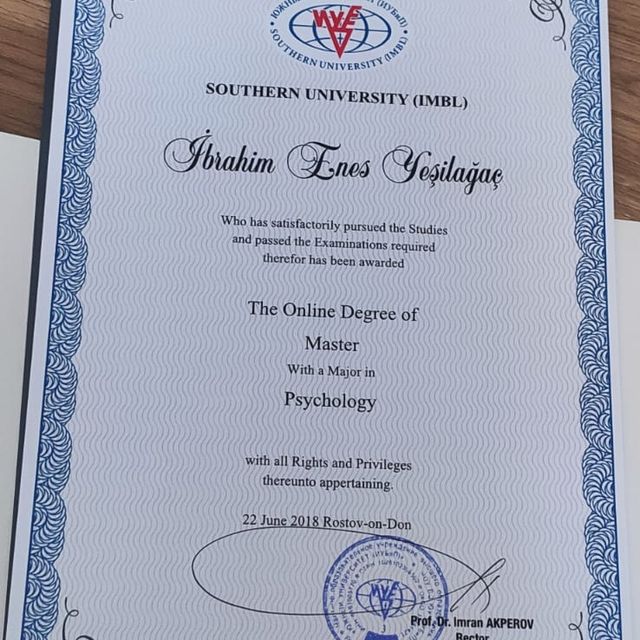 (ИУБиП)
SOUTHERN UNIVERSITY (IMBL)
SOUTHERN UNIVERSITY (IMBL)
İbrahim Enes Yeşilağaç
Who has satisfactorily pursued the Studies
and passed the Examinations required
therefor has been awarded
The Online Degree of
Master
With a Major in
Psychology
with all Rights and Privileges
thereunto appertaining.
22 June 2018 Rostov-on-Don
Prof. Dr. Imran AKPEROV
Rector